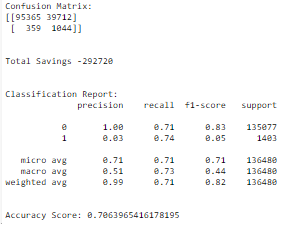 Confusion Matrix:
[[95365 39712]
[ 359 1044]]
Total Savings -292720
Classification Report:
precision recall f1-score support
0 1.00 0.71 0.83 135077
1 0.03 0.74 0.05 1403
micro avg 0.71 0.71 0.71 136480
macro avg 0.51 0.73 0.44 136480
weighted avg 0.99 0.71 0.82 136480
Accuracy Score: 0.7063965416178195